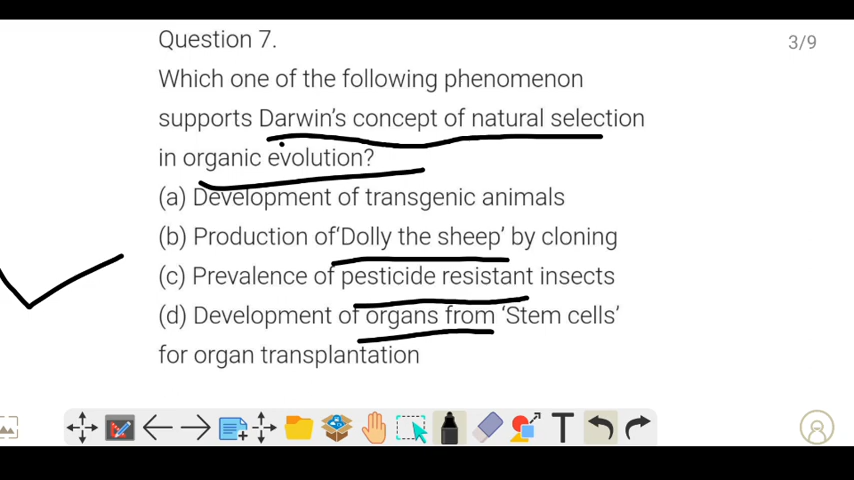 Question 7.
3/9
Which one of the following phenomenon
supports Darwin's concept of natural selection
in organic evolution?
(a) Development of transgenic animals
(b) Production of‘Dolly the sheep’ by cloning
(c) Prevalence of pesticide resistant insects
(d) Development of organs from ‘Stem cells’
for organ transplantation
T